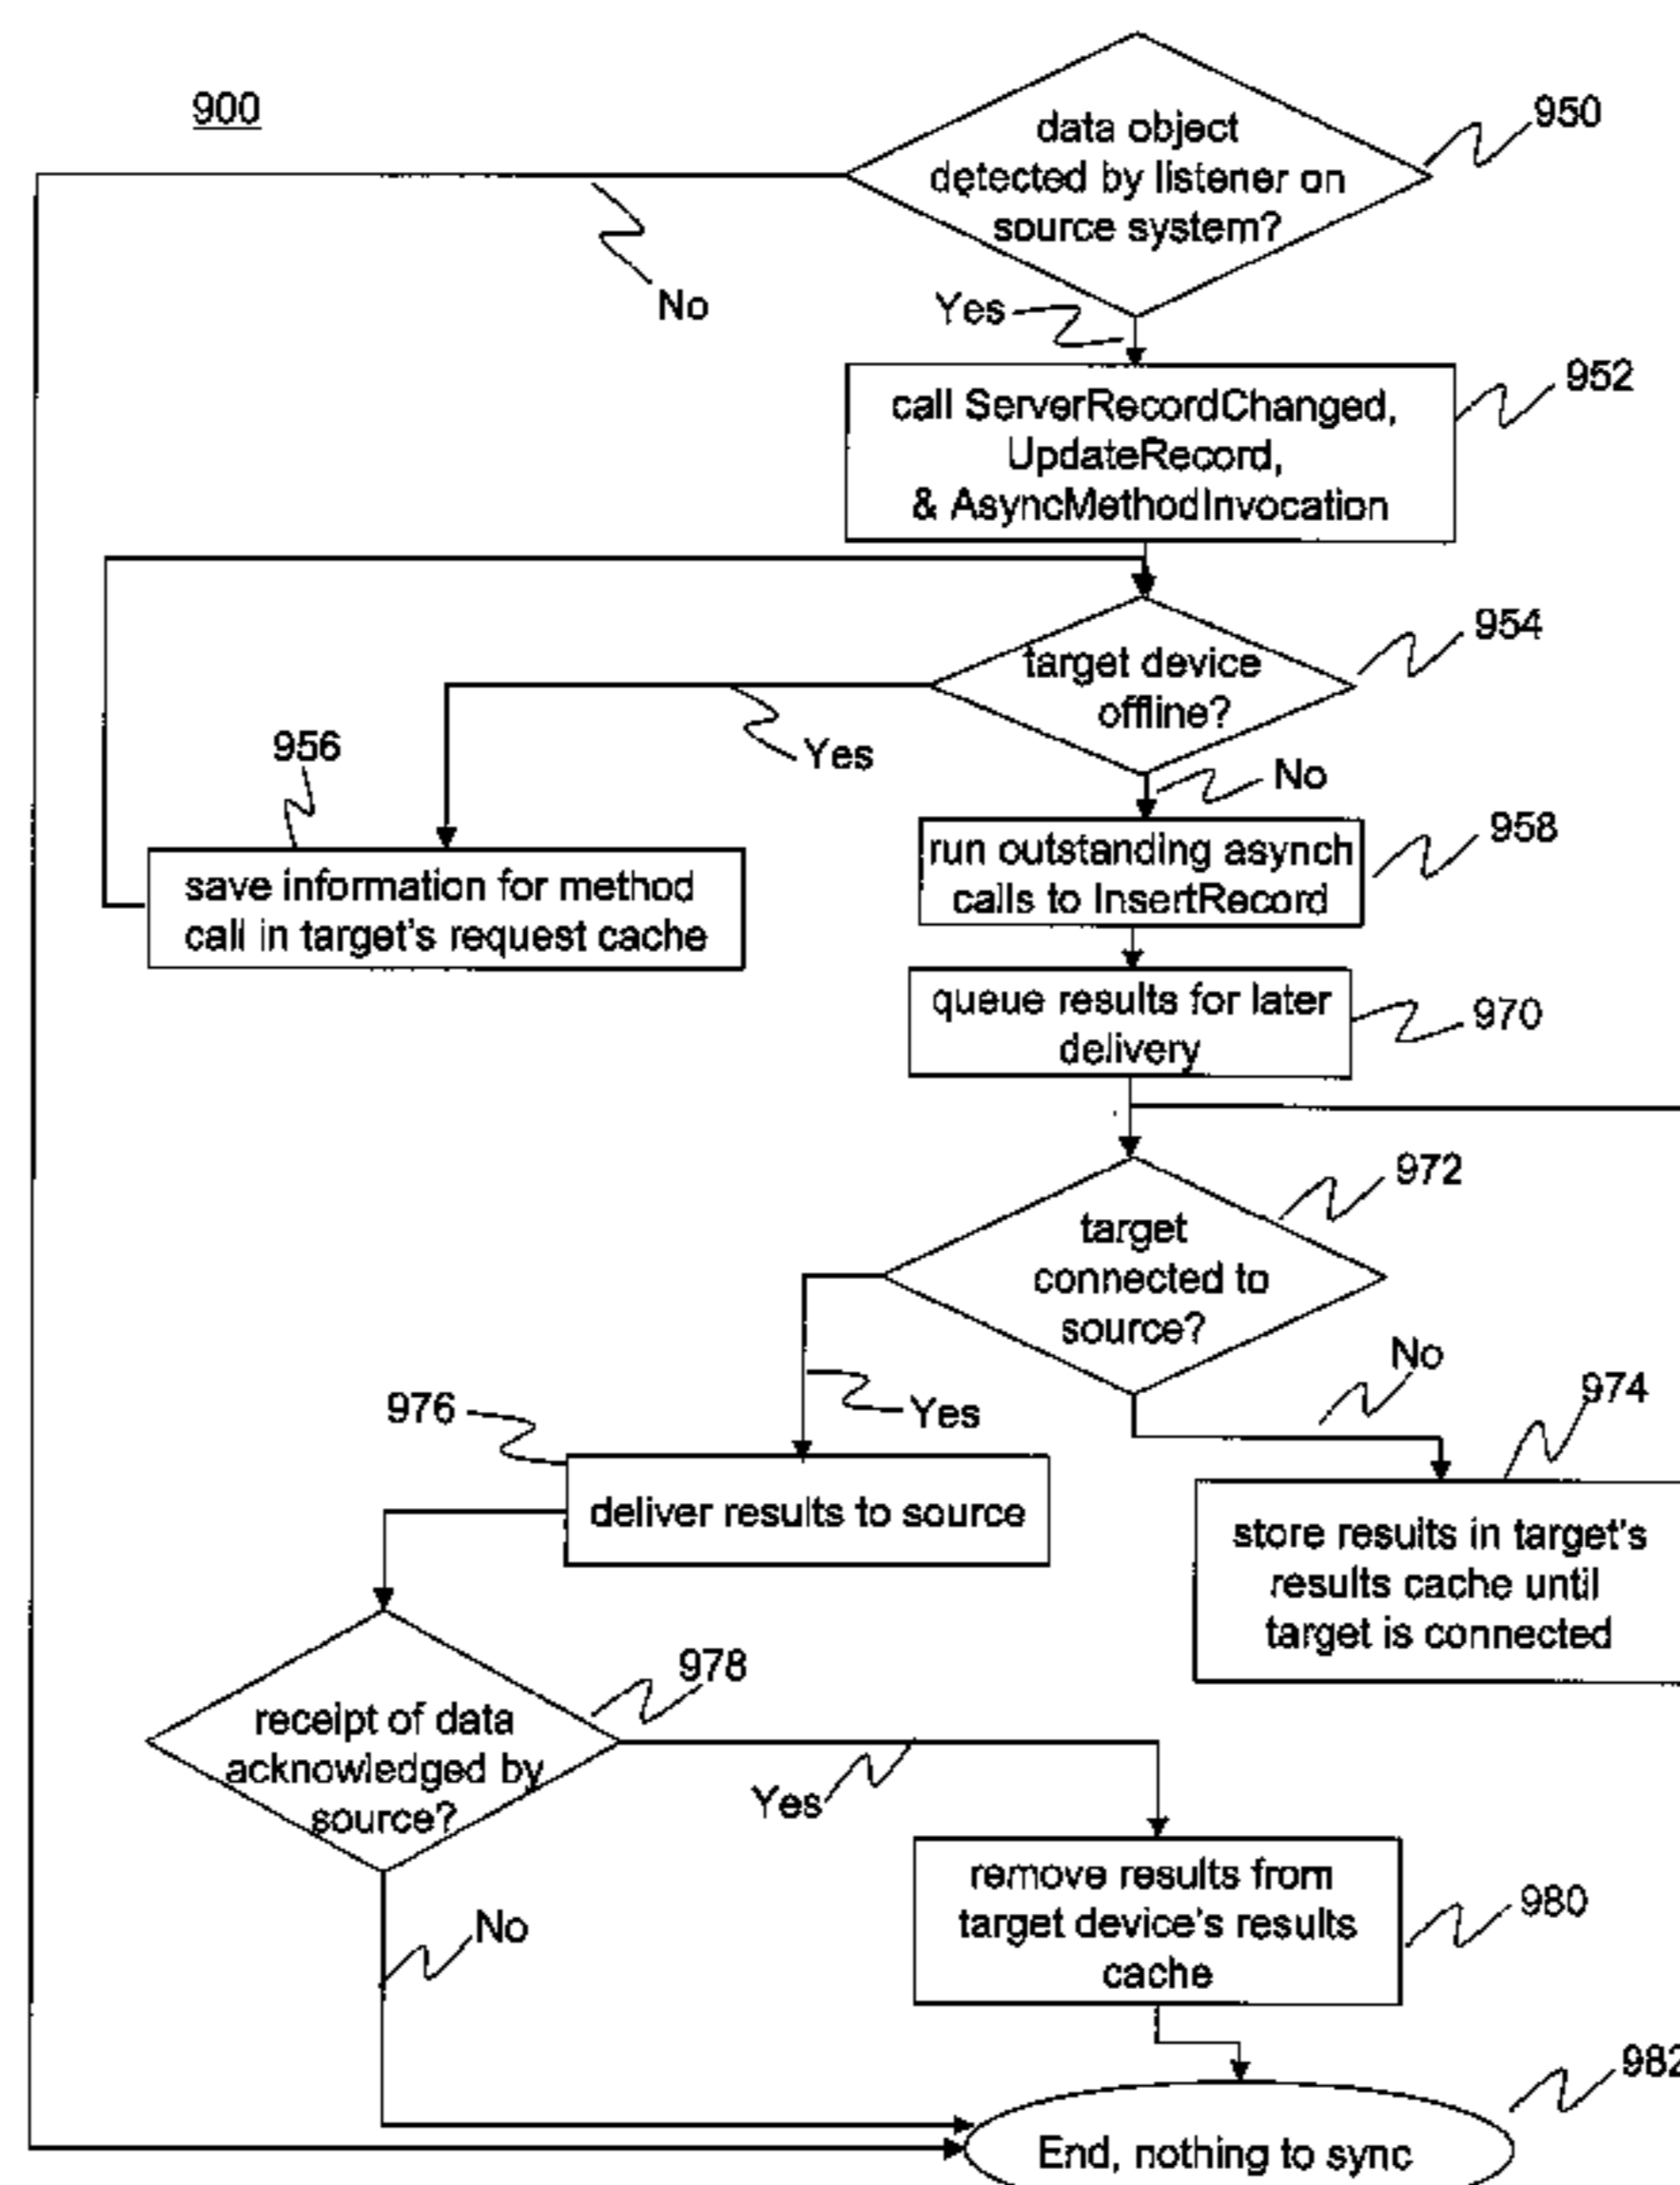 900
data object
detected by listener on
source system?
950
No
Yes
call ServerRecordChanged,
UpdateRecord,
& AsyncMethodInvocation
952
target device
offline?
954
Yes
No
956
save information for method
call in target's request cache
run outstanding asynch
calls to InsertRecord
958
queue results for later
delivery
970
target
connected to
source?
972
Yes
No
976
deliver results to source
974
store results in target's
results cache until
target is connected
receipt of data
acknowledged by
source?
978
Yes
No
remove results from
target device's results
cache
980
End, nothing to sync
982